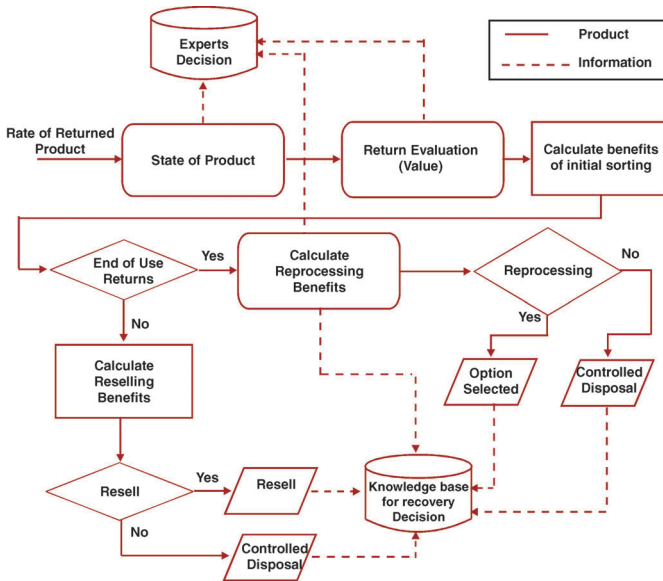 Experts
Decision
Product
Information
Rate of Returned
Product
State of Product
Return Evaluation
(Value)
Calculate benefits
of initial sorting
End of Use
Returns
Yes
Calculate
Reprocessing
Benefits
Reprocessing
No
Yes
No
Calculate
Reselling
Benefits
Option
Selected
Controlled
Disposal
Resell
Yes
Resell
Knowledge base
for recovery
Decision
No
Controlled
Disposal